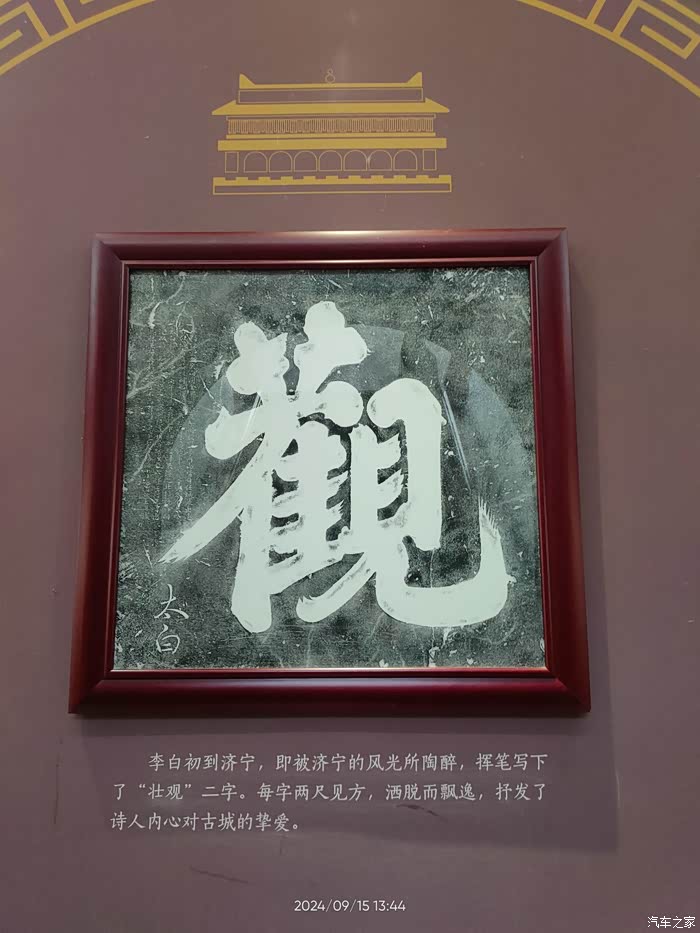 觀
太白
李白初到济宁，即被济宁的风光所陶醉，挥笔写下
了“壮观”二字。每字两尺见方，洒脱而飘逸，抒发了
诗人内心对古城的挚爱。
2024/09/15 13:44
汽车之家